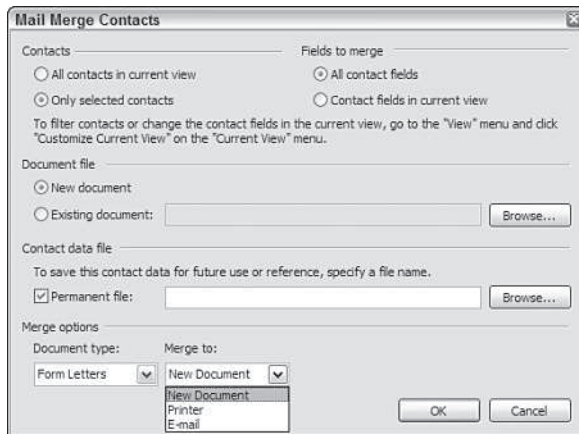 Mail Merge Contacts
Contacts
Fields to merge
All contacts in current view
All contact fields
Only selected contacts
Contact fields in current view
To filter contacts or change the contact fields in the current view, go to the "View" menu and click
"Customize Current View" on the "Current View" menu.
Document file
New document
Existing document:
Browse...
Contact data file
To save this contact data for future use or reference, specify a file name.
Permanent file:
Browse...
Merge options
Document type:
Merge to:
Form Letters
New Document
New Document
Printer
E-mail
OK
Cancel